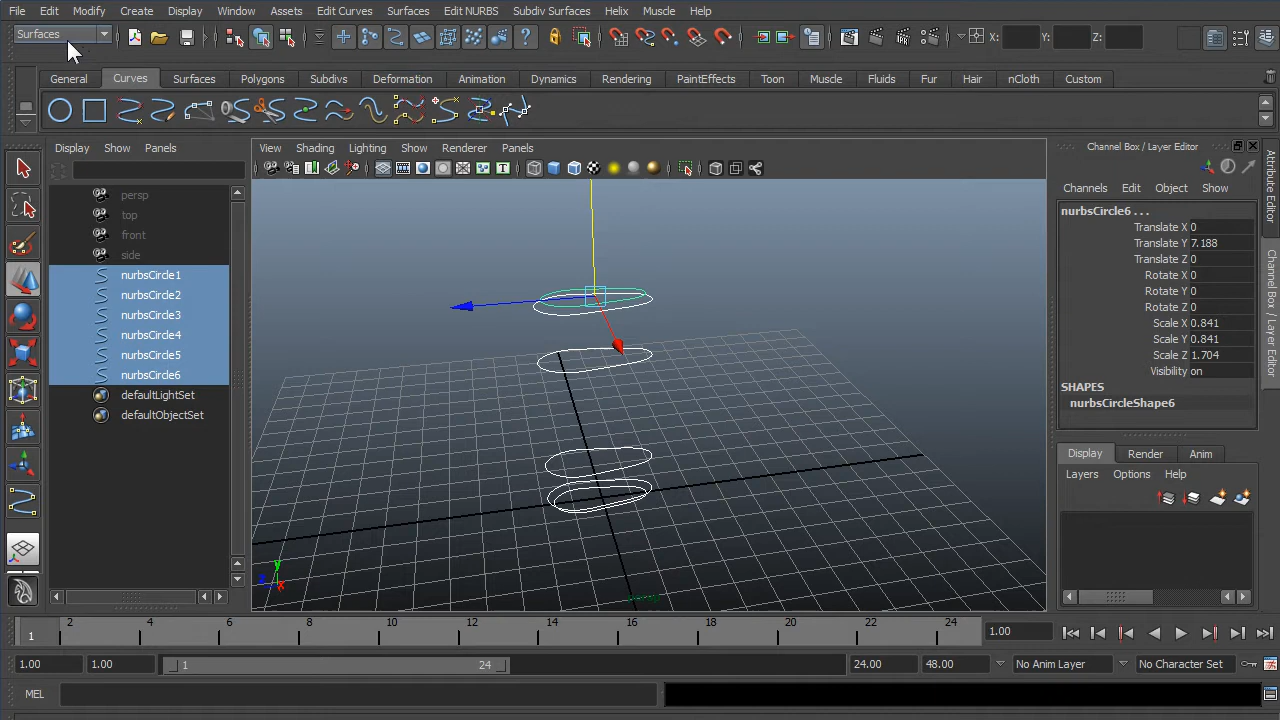 File Edit Modify Create Display Window Assets Edit Curves Surfaces Edit NURBS Subdiv Surfaces Helix Muscle Help
Surfaces X: Y: Z:
General Curves Surfaces Polygons Subdivs Deformation Animation Dynamics Rendering PaintEffects Toon Muscle Fluids Fur Hair nCloth Custom
Display Show Panels View Shading Lighting Show Renderer Panels Channel Box / Layer Editor
Channels Edit Object Show
persp
top
front
side
nurbsCircle1
nurbsCircle2
nurbsCircle3
nurbsCircle4
nurbsCircle5
nurbsCircle6
defaultLightSet
defaultObjectSet
y
z
x
persp
nurbsCircle6 . . .
Translate X 0
Translate Y 7.188
Translate Z 0
Rotate X 0
Rotate Y 0
Rotate Z 0
Scale X 0.841
Scale Y 0.841
Scale Z 1.704
Visibility on
SHAPES
nurbsCircleShape6
Display Render Anim
Layers Options Help
Attribute Editor
Channel Box / Layer Editor
1 2 4 6 8 10 12 14 16 18 20 22 24 1.00
1.00 1.00 1 24 24.00 48.00 No Anim Layer No Character Set
MEL